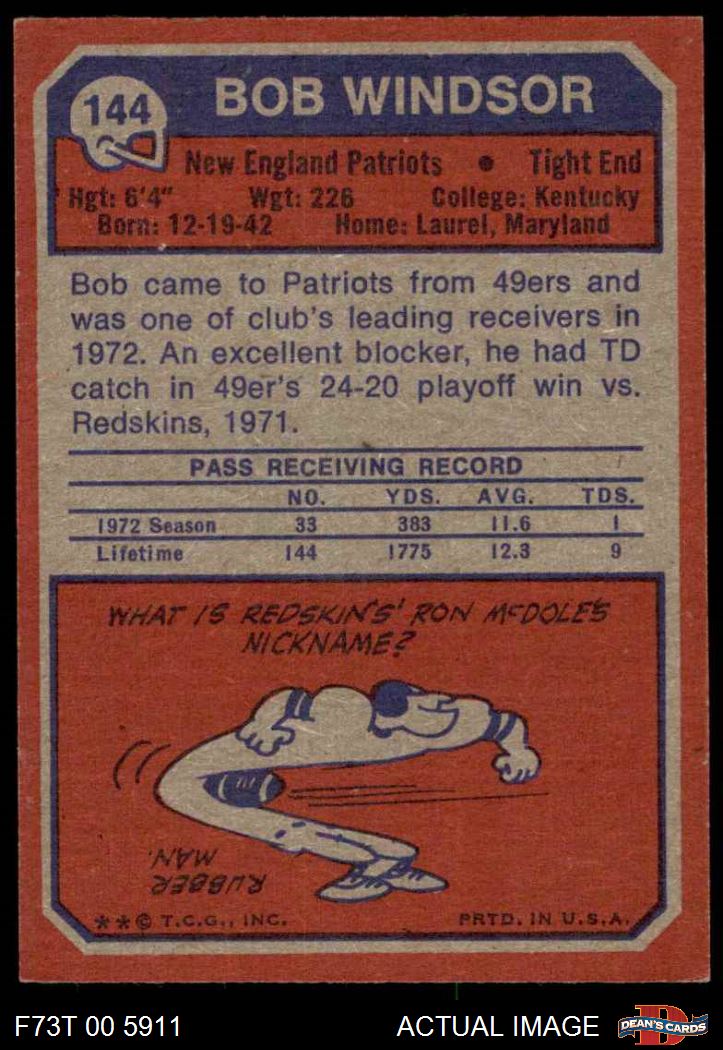 144
BOB WINDSOR
New England Patriots • Tight End
Hgt: 6'4" Wgt: 226 College: Kentucky
Born: 12-19-42 Home: Laurel, Maryland
Bob came to Patriots from 49ers and
was one of club's leading receivers in
1972. An excellent blocker, he had TD
catch in 49er's 24-20 playoff win vs.
Redskins, 1971.
PASS RECEIVING RECORD
NO. YDS. AVG. TDS.
1972 Season 33 383 11.6 1
Lifetime 144 1775 12.3 9
WHAT IS REDSKIN'S' RON McDOLE'S
NICKNAME?
RUBBER
MAN.
**© T.C.G., INC. PRTD. IN U.S.A.
F73T 00 5911 ACTUAL IMAGE
D
DEAN'S CARDS